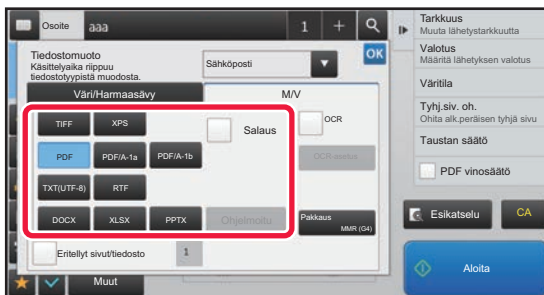 Osoite aaa 1 +
Tiedostomuoto
Käsittelyaika riippuu
tiedostotyypistä muodosta.
Sähköposti
OK
Väri/Harmaasävy
M/V
TIFF XPS
Salaus
OCR
PDF PDF/A-1a PDF/A-1b
OCR-asetus
TXT(UTF-8) RTF
DOCX XLSX PPTX
Ohjelmoitu
Pakkaus
MMR (G4)
Eritellyt sivut/tiedosto 1
Muut
Tarkkuus
Muuta lähetystarkkuutta
Valotus
Määritä lähetyksen valotus
Väritila
Tyhj.siv. oh.
Ohita alk.peräisen tyhjä sivu
Taustan säätö
PDF vinosäätö
Esikatselu
CA
Aloita